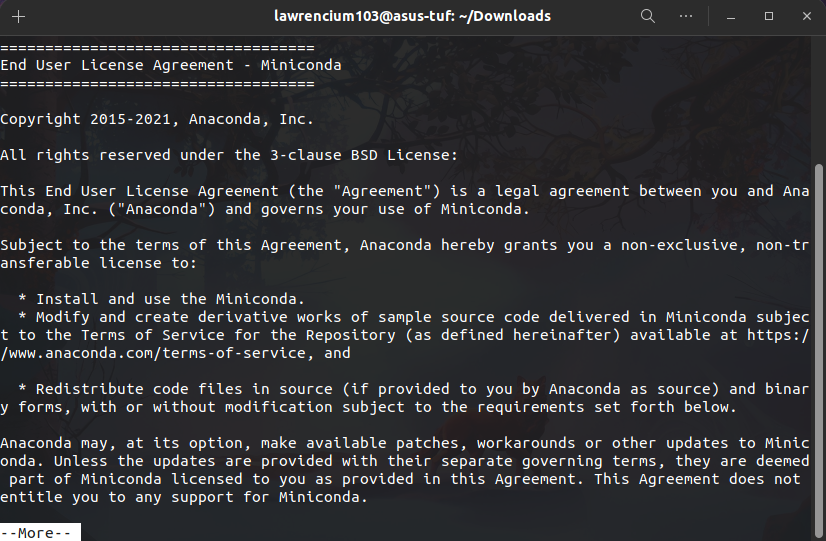 lawrencium103@asus-tuf: ~/Downloads
===================================
End User License Agreement - Miniconda
===================================
Copyright 2015-2021, Anaconda, Inc.
All rights reserved under the 3-clause BSD License:
This End User License Agreement (the "Agreement") is a legal agreement between you and Ana
conda, Inc. ("Anaconda") and governs your use of Miniconda.
Subject to the terms of this Agreement, Anaconda hereby grants you a non-exclusive, non-tr
ansferable license to:
  * Install and use the Miniconda.
  * Modify and create derivative works of sample source code delivered in Miniconda subjec
t to the Terms of Service for the Repository (as defined hereinafter) available at https:/
/www.anaconda.com/terms-of-service, and
  * Redistribute code files in source (if provided to you by Anaconda as source) and binar
y forms, with or without modification subject to the requirements set forth below.
Anaconda may, at its option, make available patches, workarounds or other updates to Minic
onda. Unless the updates are provided with their separate governing terms, they are deemed
 part of Miniconda licensed to you as provided in this Agreement. This Agreement does not
entitle you to any support for Miniconda.
--More--